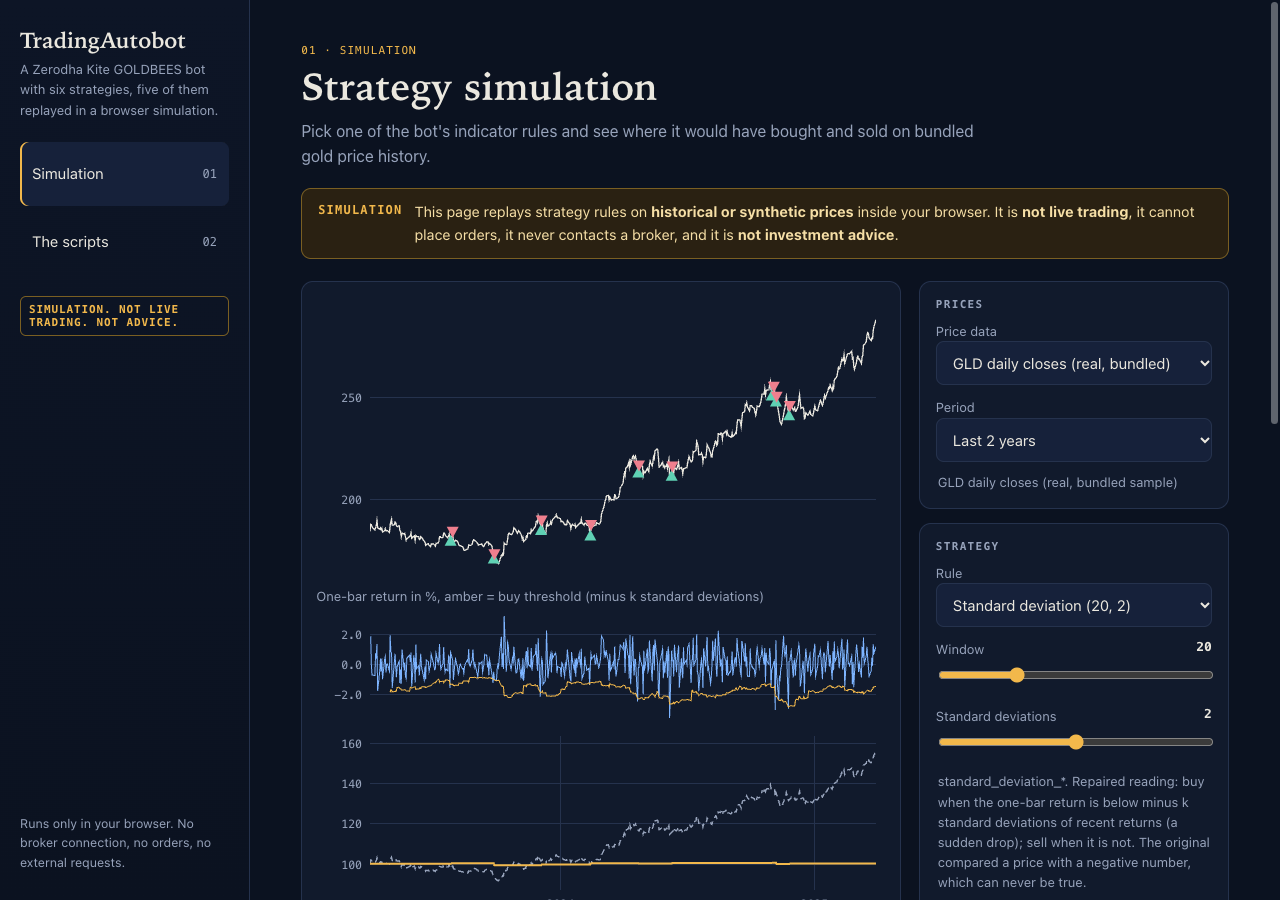 TradingAutobot
A Zerodha Kite GOLDBEES bot
with six strategies, five of them
replayed in a browser simulation.
Simulation 01
The scripts 02
SIMULATION. NOT LIVE
TRADING. NOT ADVICE.
Runs only in your browser. No
broker connection, no orders, no
external requests.
01 · SIMULATION
Strategy simulation
Pick one of the bot's indicator rules and see where it would have bought and sold on bundled
gold price history.
SIMULATION This page replays strategy rules on historical or synthetic prices inside your browser. It is not live trading, it cannot
place orders, it never contacts a broker, and it is not investment advice.
250
200
One-bar return in %, amber = buy threshold (minus k standard deviations)
2.0
0.0
−2.0
160
140
120
100
PRICES
Price data
GLD daily closes (real, bundled)
Period
Last 2 years
GLD daily closes (real, bundled sample)
STRATEGY
Rule
Standard deviation (20, 2)
Window 20
Standard deviations 2
standard_deviation_*. Repaired reading: buy
when the one-bar return is below minus k
standard deviations of recent returns (a
sudden drop); sell when it is not. The original
compared a price with a negative number,
which can never be true.